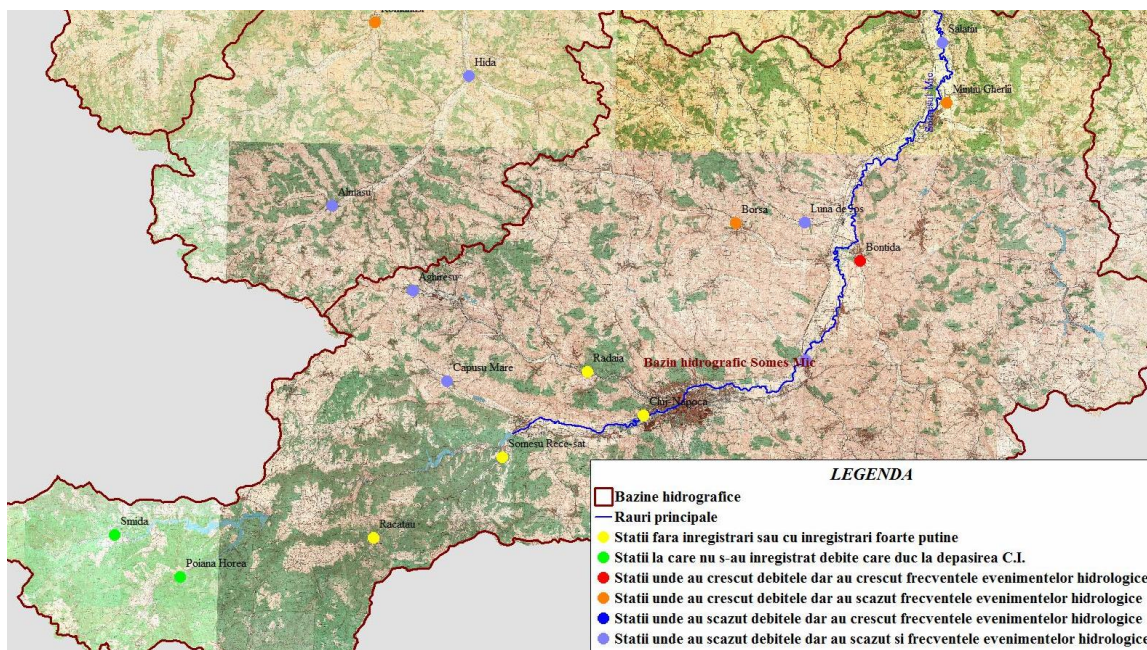 Salatiu
Hida
Mintiu Gherlii
Somesul Mic
Almasu
Borsa
Luna de Jos
Bontida
Aghiresu
Bazin hidrografic Somes Mic
Radaia
Capusu Mare
Cluj-Napoca
Somesu Rece-sat
Smida
Racatau
Poiana Horea
LEGENDA
Bazine hidrografice
Rauri principale
Statii fara inregistrari sau cu inregistrari foarte putine
Statii la care nu s-au inregistrat debite care duc la depasirea C.I.
Statii unde au crescut debitele dar au crescut frecventele evenimentelor hidrologice
Statii unde au crescut debitele dar au scazut frecventele evenimentelor hidrologice
Statii unde au scazut debitele dar au crescut frecventele evenimentelor hidrologice
Statii unde au scazut debitele dar au scazut si frecventele evenimentelor hidrologice